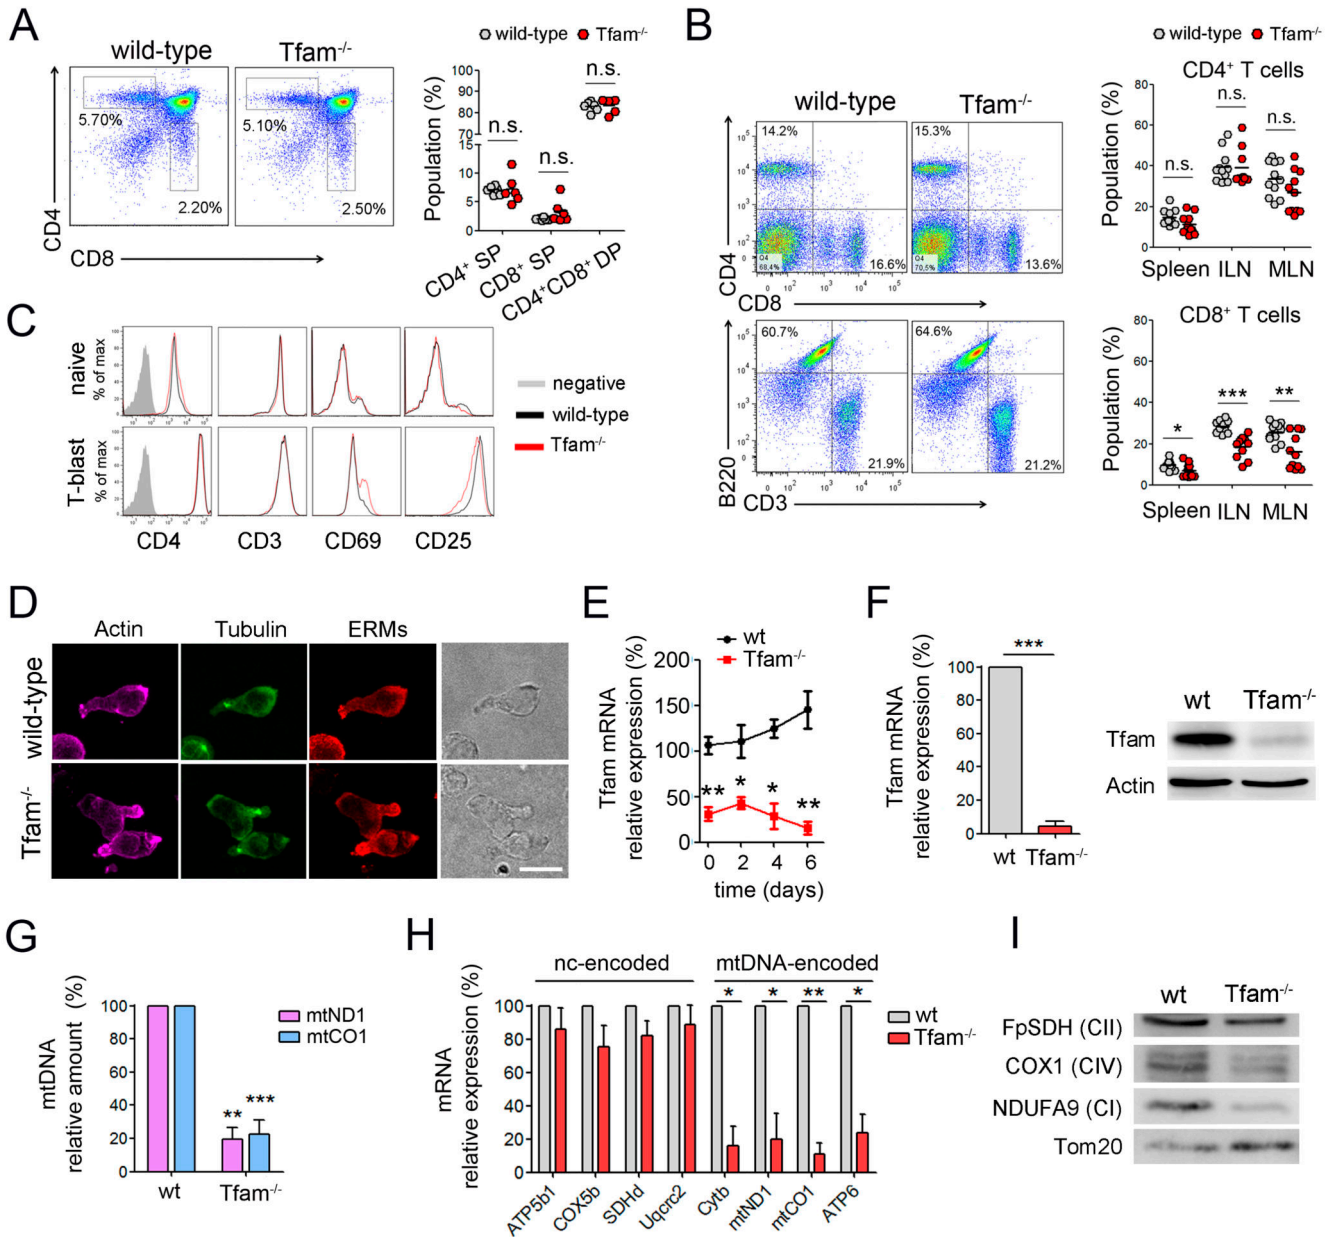 A
wild-type
Tfam-/-
5.70%
2.20%
5.10%
2.50%
CD4
CD8
wild-type Tfam-/-
Population (%)
100
90
80
70
80
15
10
5
0
n.s.
n.s.
n.s.
CD4+ SP
CD8+ SP
CD4+CD8+ DP
B
wild-type
Tfam-/-
14.2%
16.6%
15.3%
13.6%
Q4
68,4%
Q4
70,5%
CD4
CD8
60.7%
21.9%
64.6%
21.2%
B220
CD3
wild-type Tfam-/-
CD4+ T cells
Population (%)
80
60
40
20
0
n.s.
n.s.
n.s.
Spleen ILN MLN
CD8+ T cells
Population (%)
80
60
40
20
0
*
***
**
Spleen ILN MLN
C
naive
% of max
T-blast
% of max
CD4
CD3
CD69
CD25
negative
wild-type
Tfam-/-
D
Actin
Tubulin
ERMs
wild-type
Tfam-/-
E
wt
Tfam-/-
Tfam mRNA
relative expression (%)
200
150
100
50
0
** * * **
0 2 4 6
time (days)
F
Tfam mRNA
relative expression (%)
100
80
60
40
20
0
***
wt Tfam-/-
wt Tfam-/-
Tfam
Actin
G
mtDNA
relative amount (%)
100
80
60
40
20
0
** ***
wt Tfam-/-
mtND1
mtCO1
H
nc-encoded mtDNA-encoded
mRNA
relative expression (%)
100
80
60
40
20
0
* * ** *
ATP5b1
COX5b
SDHd
Uqcrc2
Cytb
mtND1
mtCO1
ATP6
wt
Tfam-/-
I
wt Tfam-/-
FpSDH (CII)
COX1 (CIV)
NDUFA9 (CI)
Tom20